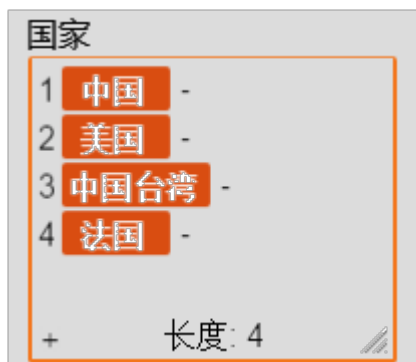 国家
1 中国 -
2 美国 -
3 中国台湾 -
4 法国 -
+ 长度: 4